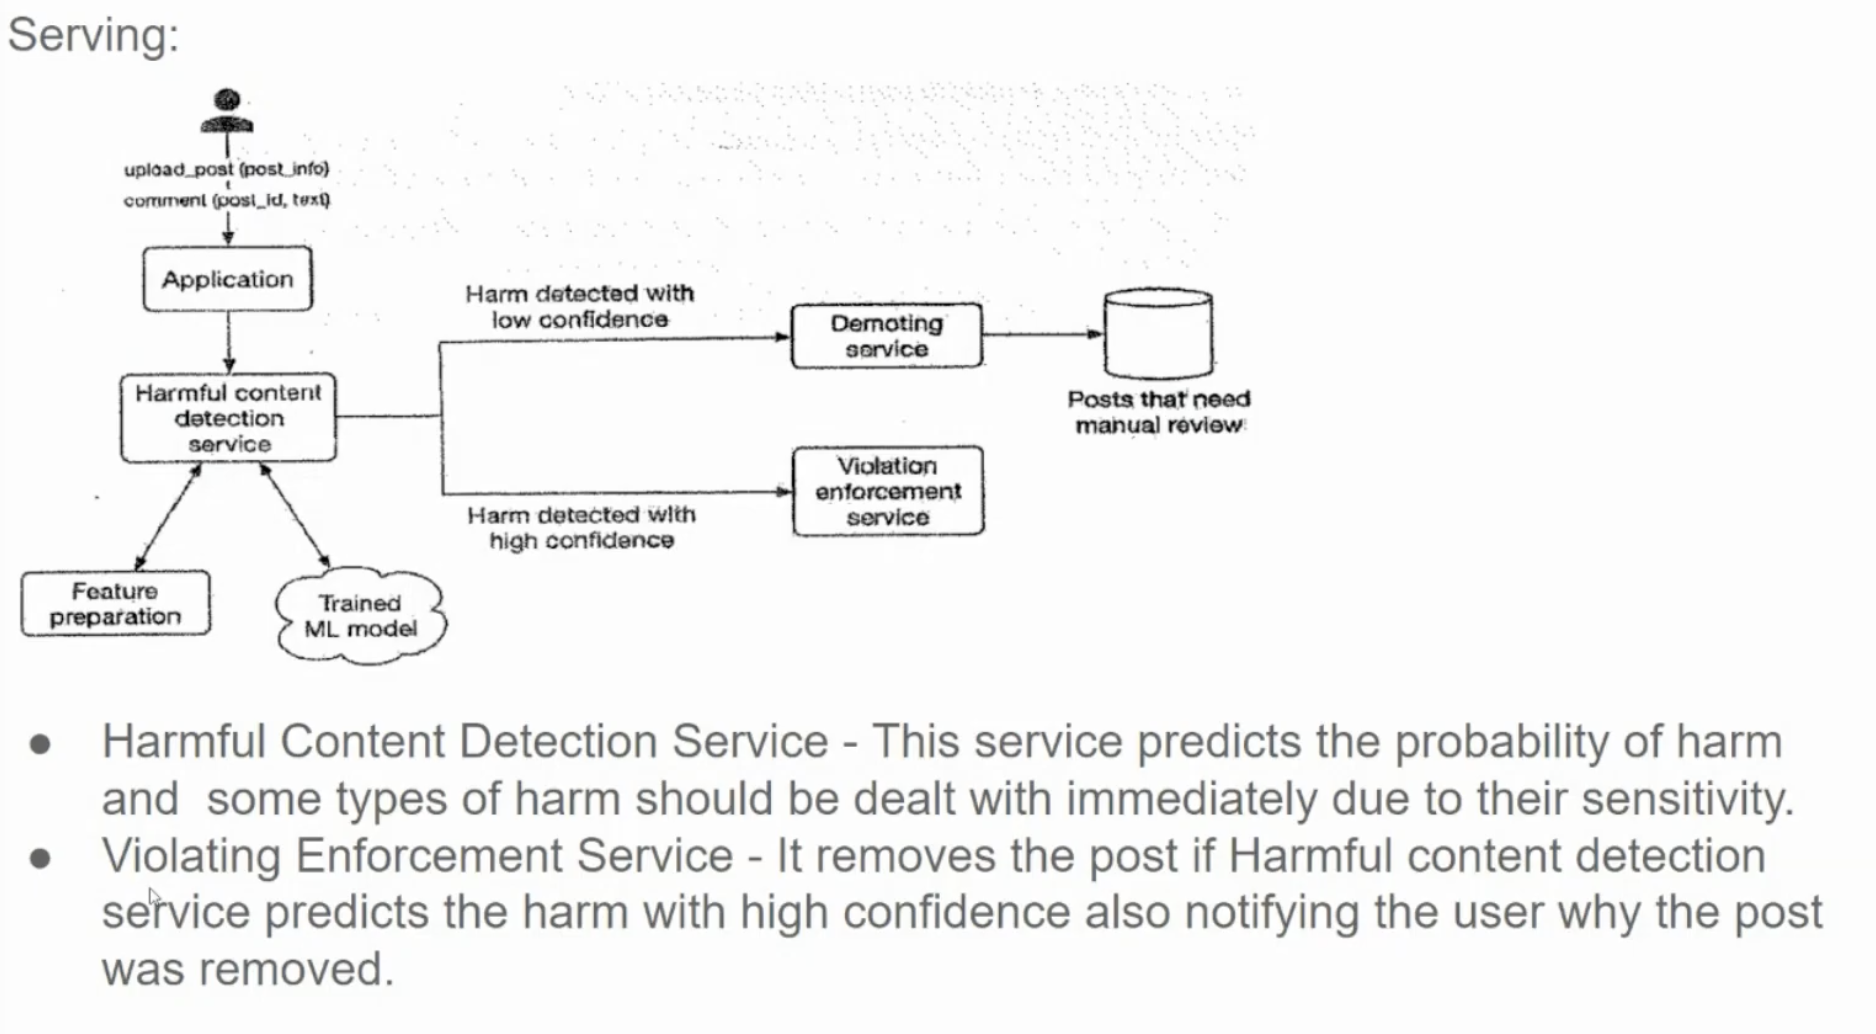 Serving:
upload_post (post_info)
comment (post_id, text)
Application
Harmful content
detection
service
Feature
preparation
Trained
ML model
Harm detected with
low confidence
Harm detected with
high confidence
Demoting
service
Violation
enforcement
service
Posts that need
manual review
● Harmful Content Detection Service - This service predicts the probability of harm
and  some types of harm should be dealt with immediately due to their sensitivity.
● Violating Enforcement Service - It removes the post if Harmful content detection
service predicts the harm with high confidence also notifying the user why the post
was removed.